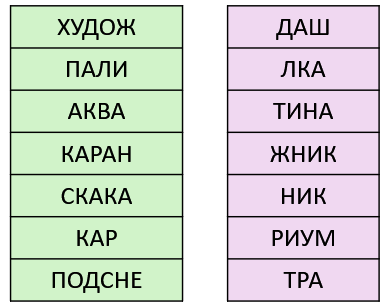 ХУДОЖ
ПАЛИ
АКВА
КАРАН
СКАКА
КАР
ПОДСНЕ
ДАШ
ЛКА
ТИНА
ЖНИК
НИК
РИУМ
ТРА